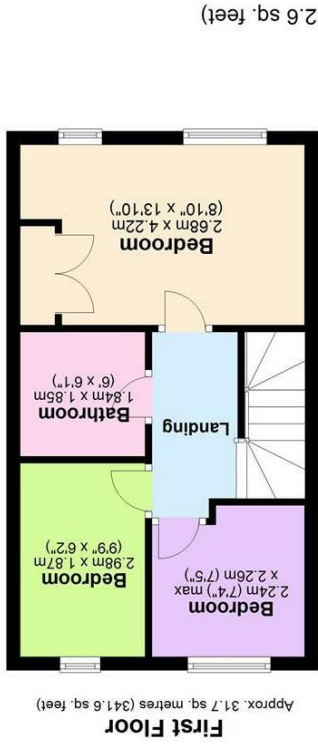 First Floor
Approx. 31.7 sq. metres (341.6 sq. feet)
Bedroom
2.24m (7'4") max
x 2.26m (7'5")
Bedroom
2.98m x 1.87m
(9'9" x 6'2")
Landing
Bathroom
1.84m x 1.85m
(6' x 6'1")
Bedroom
2.68m x 4.22m
(8'10" x 13'10")
2.6 sq. feet)